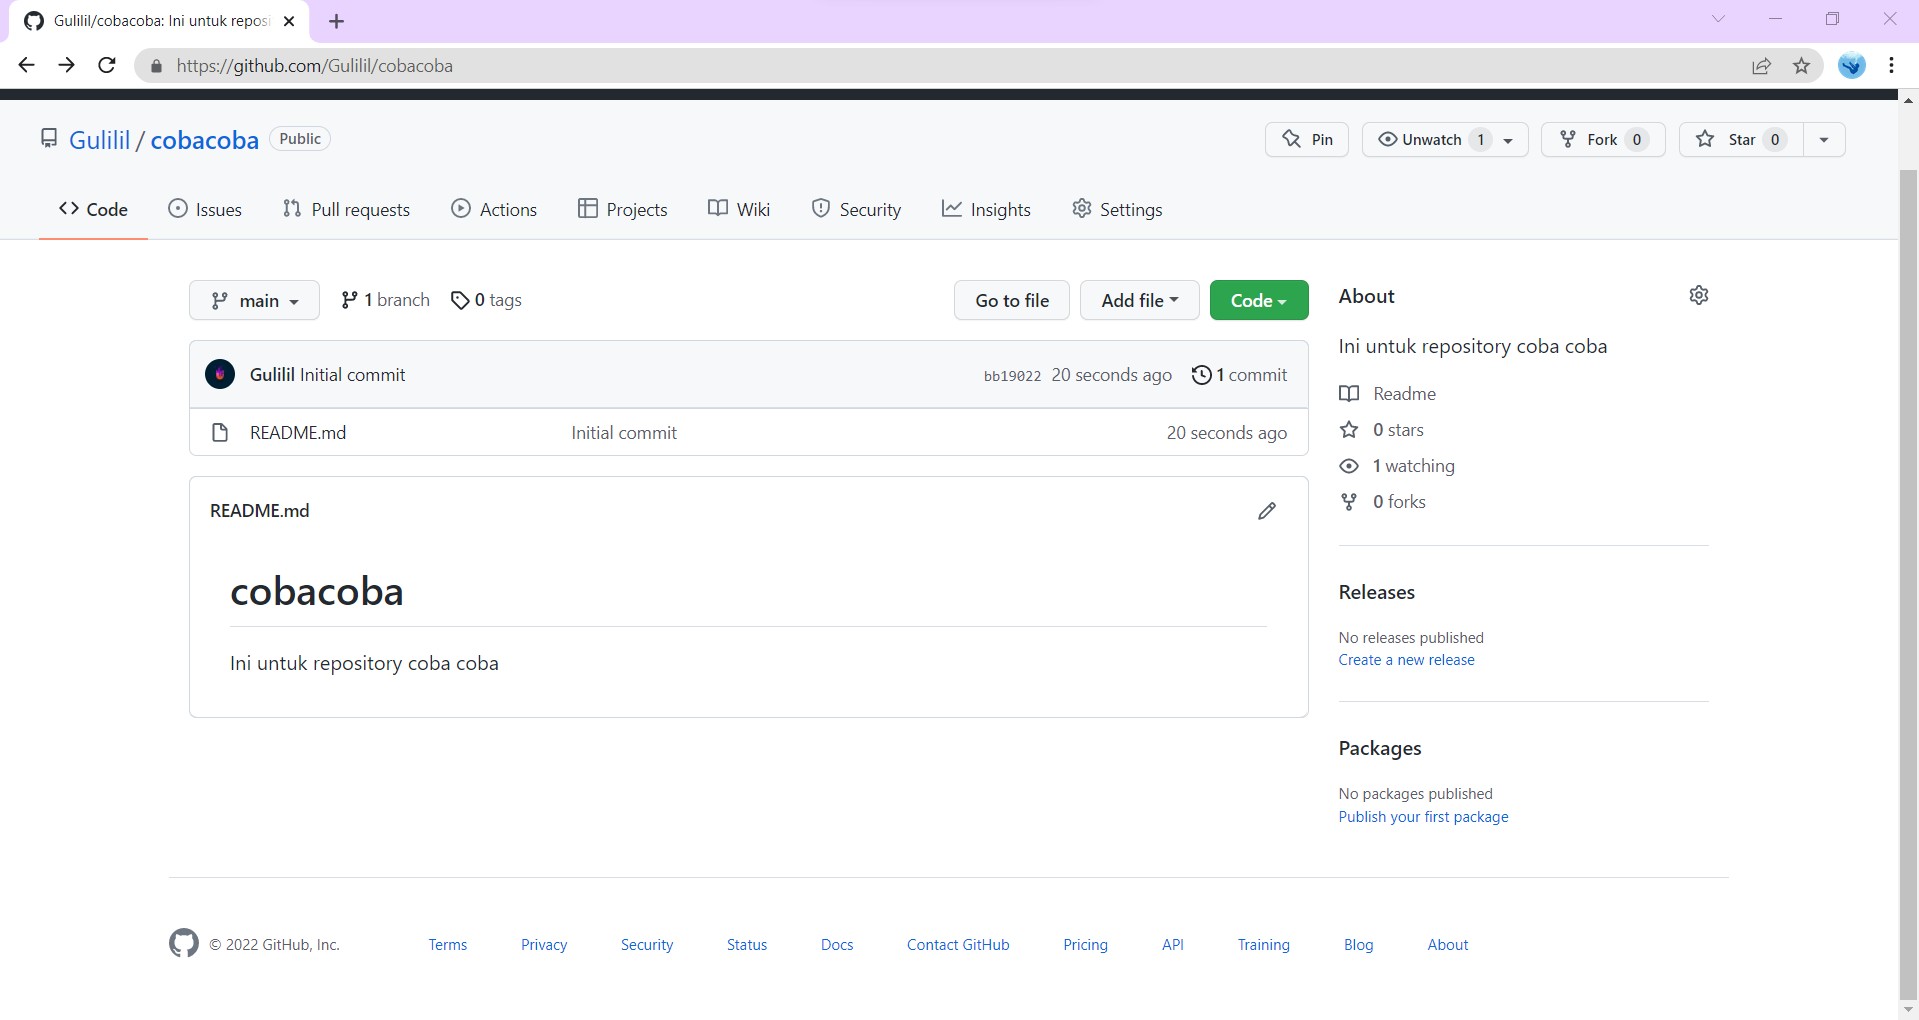 Gulilil/cobacoba: Ini untuk reposi
https://github.com/Gulilil/cobacoba
Gulilil / cobacoba Public
Pin Unwatch 1 Fork 0 Star 0
Code Issues Pull requests Actions Projects Wiki Security Insights Settings
main 1 branch 0 tags Go to file Add file Code
Gulilil Initial commit bb19022 20 seconds ago 1 commit
README.md Initial commit 20 seconds ago
README.md
cobacoba
Ini untuk repository coba coba
About
Ini untuk repository coba coba
Readme
0 stars
1 watching
0 forks
Releases
No releases published
Create a new release
Packages
No packages published
Publish your first package
© 2022 GitHub, Inc. Terms Privacy Security Status Docs Contact GitHub Pricing API Training Blog About